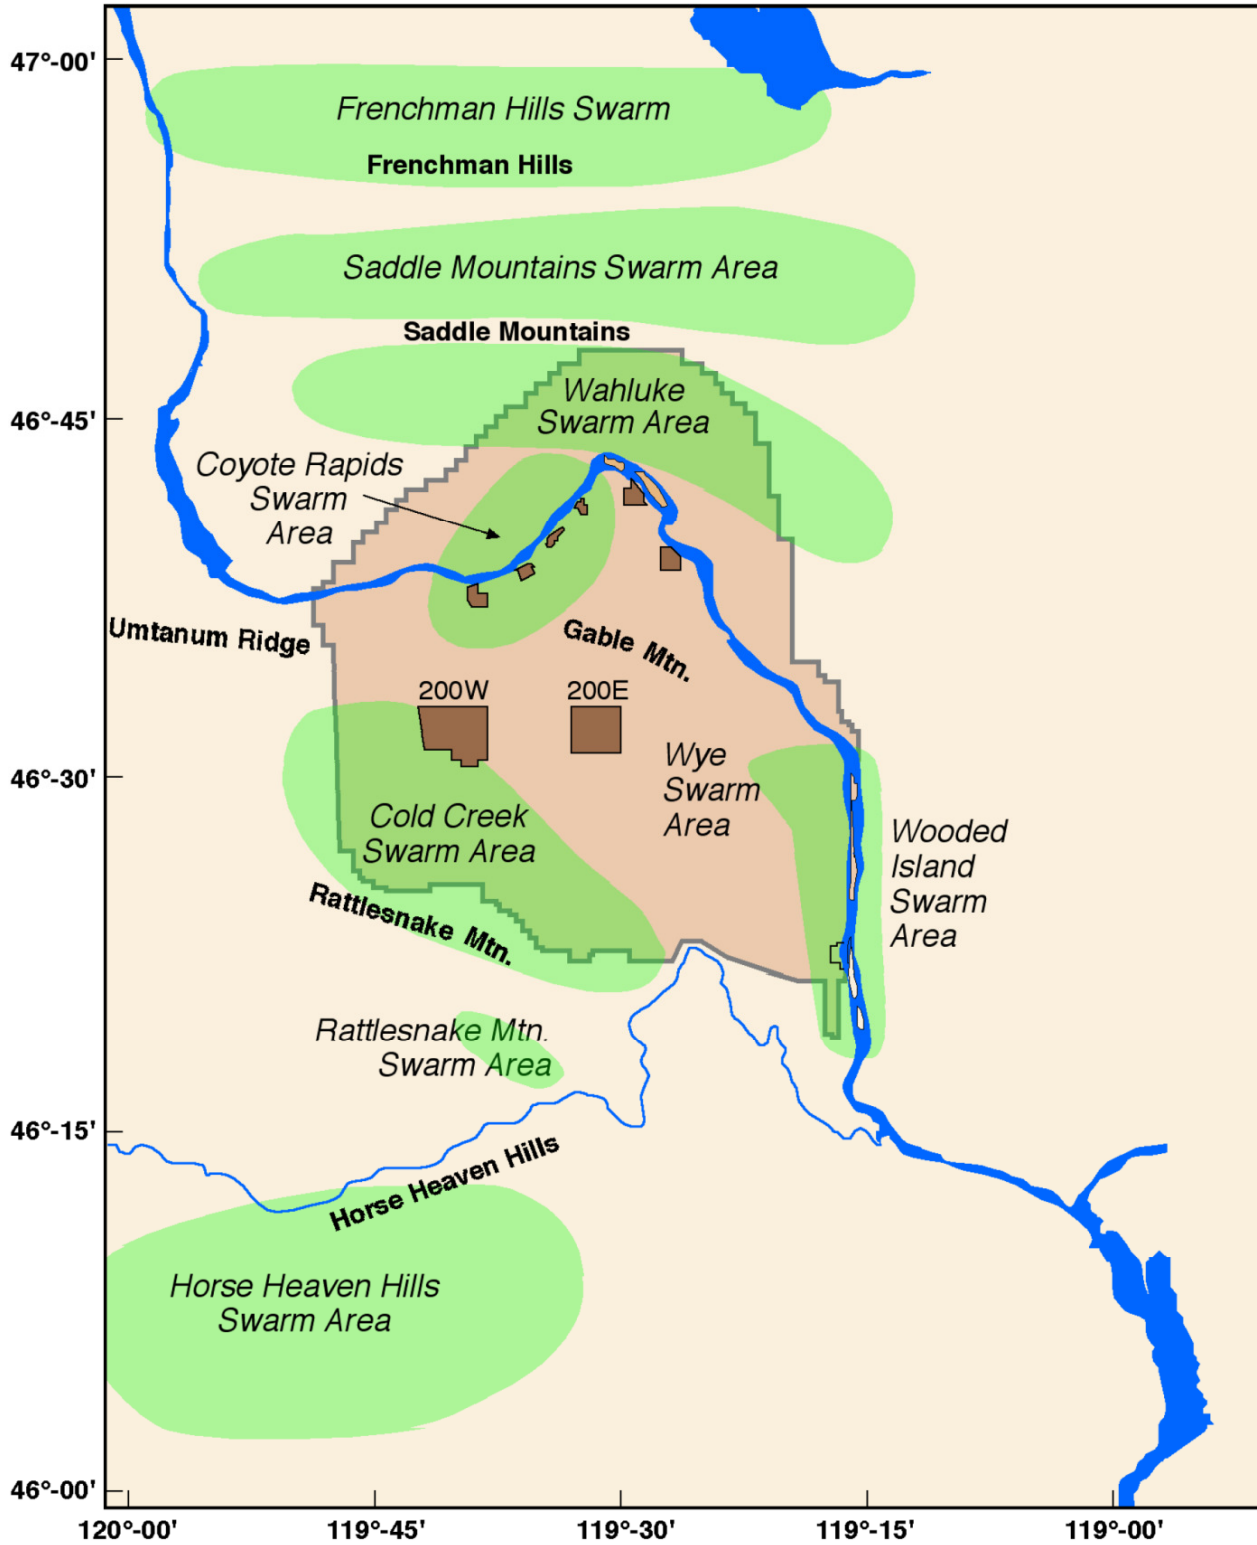 47°-00'
Frenchman Hills Swarm
Frenchman Hills
Saddle Mountains Swarm Area
Saddle Mountains
Wahluke
Swarm Area
46°-45'
Coyote Rapids
Swarm
Area
Umtanum Ridge
Gable Mtn.
200W
200E
Wye
Swarm
Area
46°-30'
Cold Creek
Swarm Area
Wooded
Island
Swarm
Area
Rattlesnake Mtn.
Rattlesnake Mtn.
Swarm Area
46°-15'
Horse Heaven Hills
Horse Heaven Hills
Swarm Area
46°-00'
120°-00'
119°-45'
119°-30'
119°-15'
119°-00'